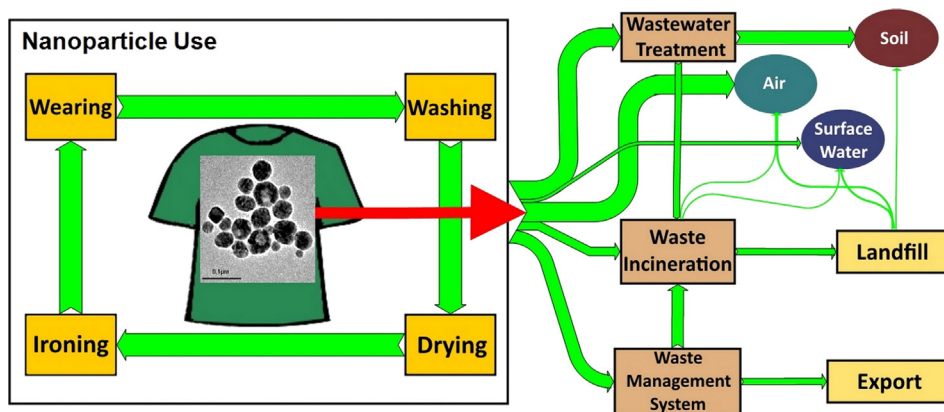 Nanoparticle Use
Wearing
Washing
0.1μm
Ironing
Drying
Wastewater
Treatment
Soil
Air
Surface
Water
Waste
Incineration
Landfill
Waste
Management
System
Export